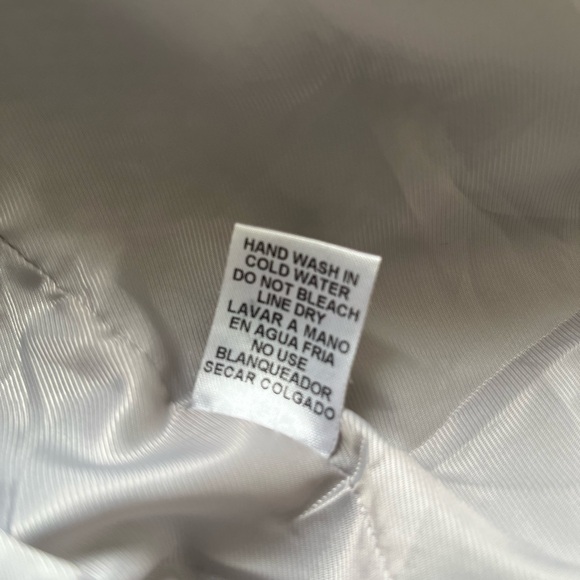 HAND WASH IN
COLD WATER
DO NOT BLEACH
LINE DRY
LAVAR A MANO
EN AGUA FRIA
NO USE
BLANQUEADOR
SECAR COLGADO